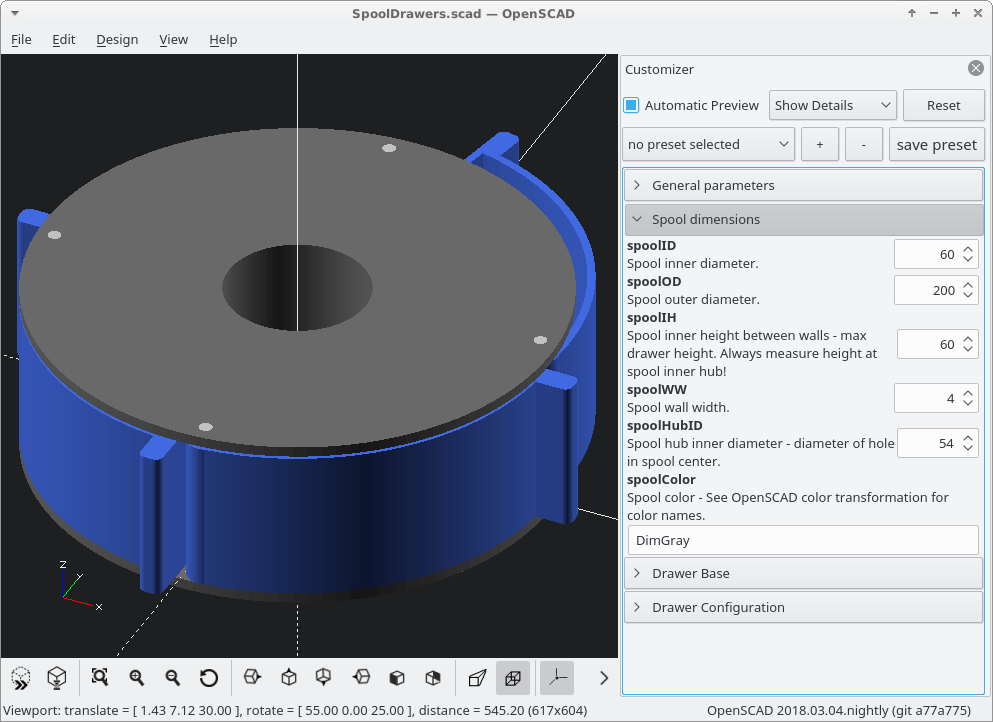 SpoolDrawers.scad — OpenSCAD
File Edit Design View Help
Customizer
Automatic Preview Show Details Reset
no preset selected + - save preset
General parameters
Spool dimensions
spoolID
Spool inner diameter. 60
spoolOD
Spool outer diameter. 200
spoolIH
Spool inner height between walls - max
drawer height. Always measure height at 60
spool inner hub!
spoolWW
Spool wall width. 4
spoolHubID
Spool hub inner diameter - diameter of hole 54
in spool center.
spoolColor
Spool color - See OpenSCAD color transformation for
color names.
DimGray
Drawer Base
Drawer Configuration
Z
Y
X
Viewport: translate = [ 1.43 7.12 30.00 ], rotate = [ 55.00 0.00 25.00 ], distance = 545.20 (617x604) OpenSCAD 2018.03.04.nightly (git a77a775)